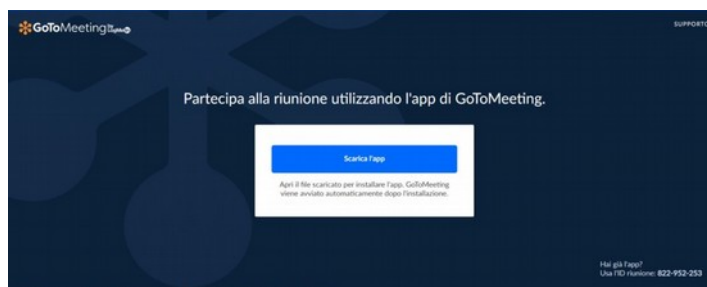 GoToMeeting
SUPPORTO
Partecipa alla riunione utilizzando l'app di GoToMeeting.
Scarica l'app
Apri il file scaricato per installare l'app. GoToMeeting
viene avviato automaticamente dopo l'installazione.
Hai già l'app?
Usa l'ID riunione: 822-952-253